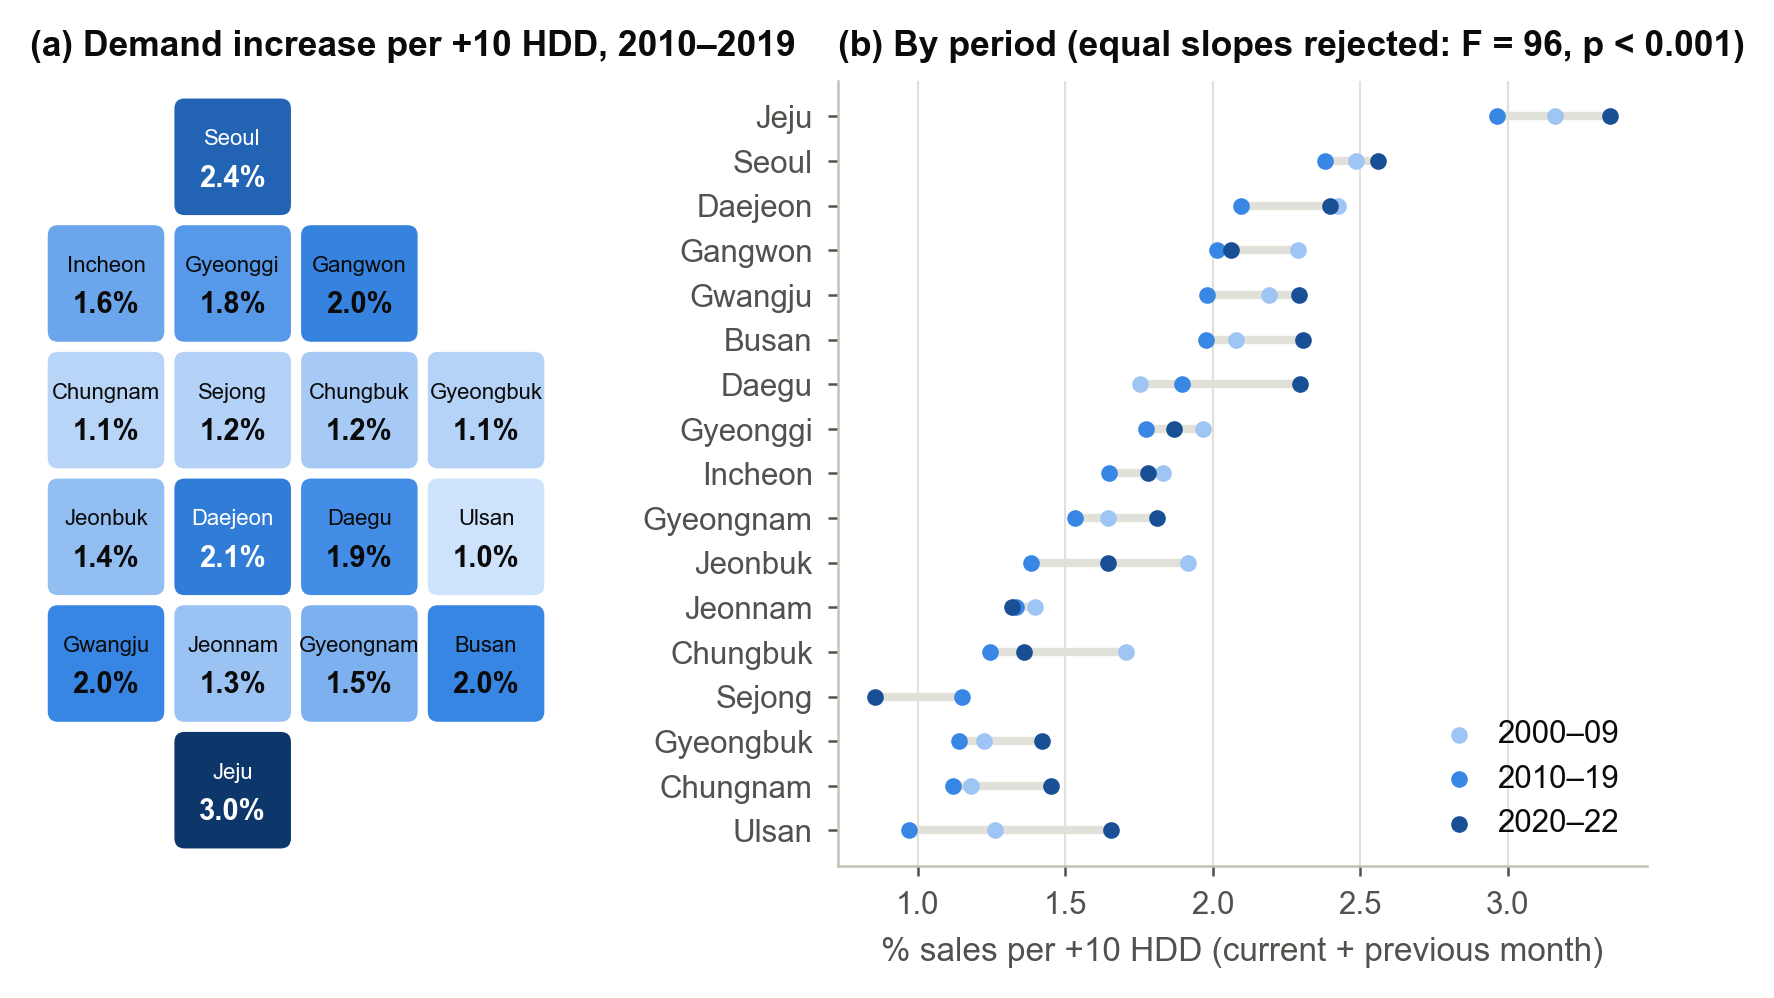 (a) Demand increase per +10 HDD, 2010–2019
Seoul
2.4%
Incheon
1.6%
Gyeonggi
1.8%
Gangwon
2.0%
Chungnam
1.1%
Sejong
1.2%
Chungbuk
1.2%
Gyeongbuk
1.1%
Jeonbuk
1.4%
Daejeon
2.1%
Daegu
1.9%
Ulsan
1.0%
Gwangju
2.0%
Jeonnam
1.3%
Gyeongnam
1.5%
Busan
2.0%
Jeju
3.0%
(b) By period (equal slopes rejected: F = 96, p < 0.001)
Jeju
Seoul
Daejeon
Gangwon
Gwangju
Busan
Daegu
Gyeonggi
Incheon
Gyeongnam
Jeonbuk
Jeonnam
Chungbuk
Sejong
Gyeongbuk
Chungnam
Ulsan
2000–09
2010–19
2020–22
1.0 1.5 2.0 2.5 3.0
% sales per +10 HDD (current + previous month)